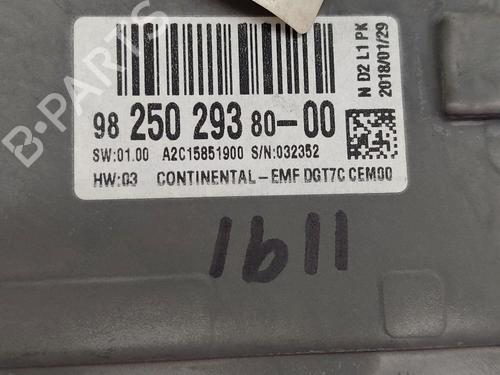 98 250 293 80-00
SW:01.00 A2C15851900 S/N:032352
HW:03 CONTINENTAL-EMF DGT7C CEM00
N D2 L1 PK
2018/01/29
1611
B-PARTS